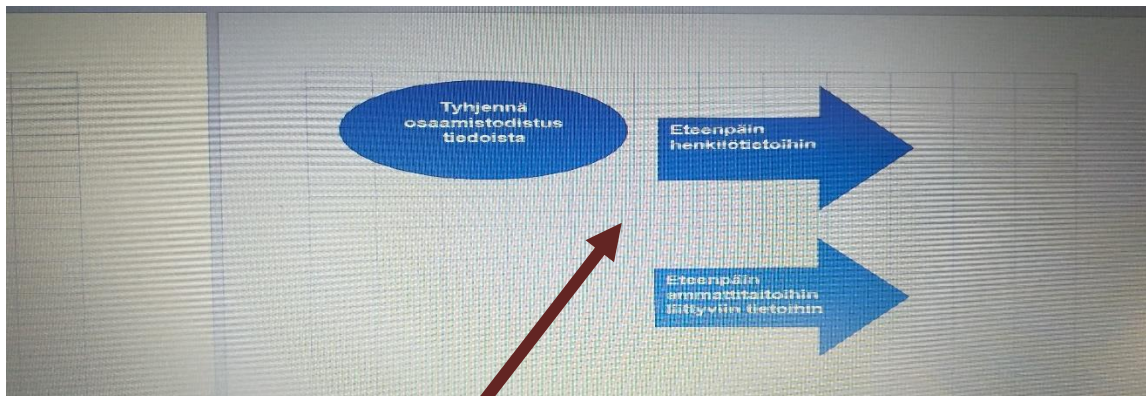 Tyhjennä
osaamistodistus
tiedoista
Eteenpäin
henkilötietoihin
Eteenpäin
ammattitaitoihin
liittyviin tietoihin